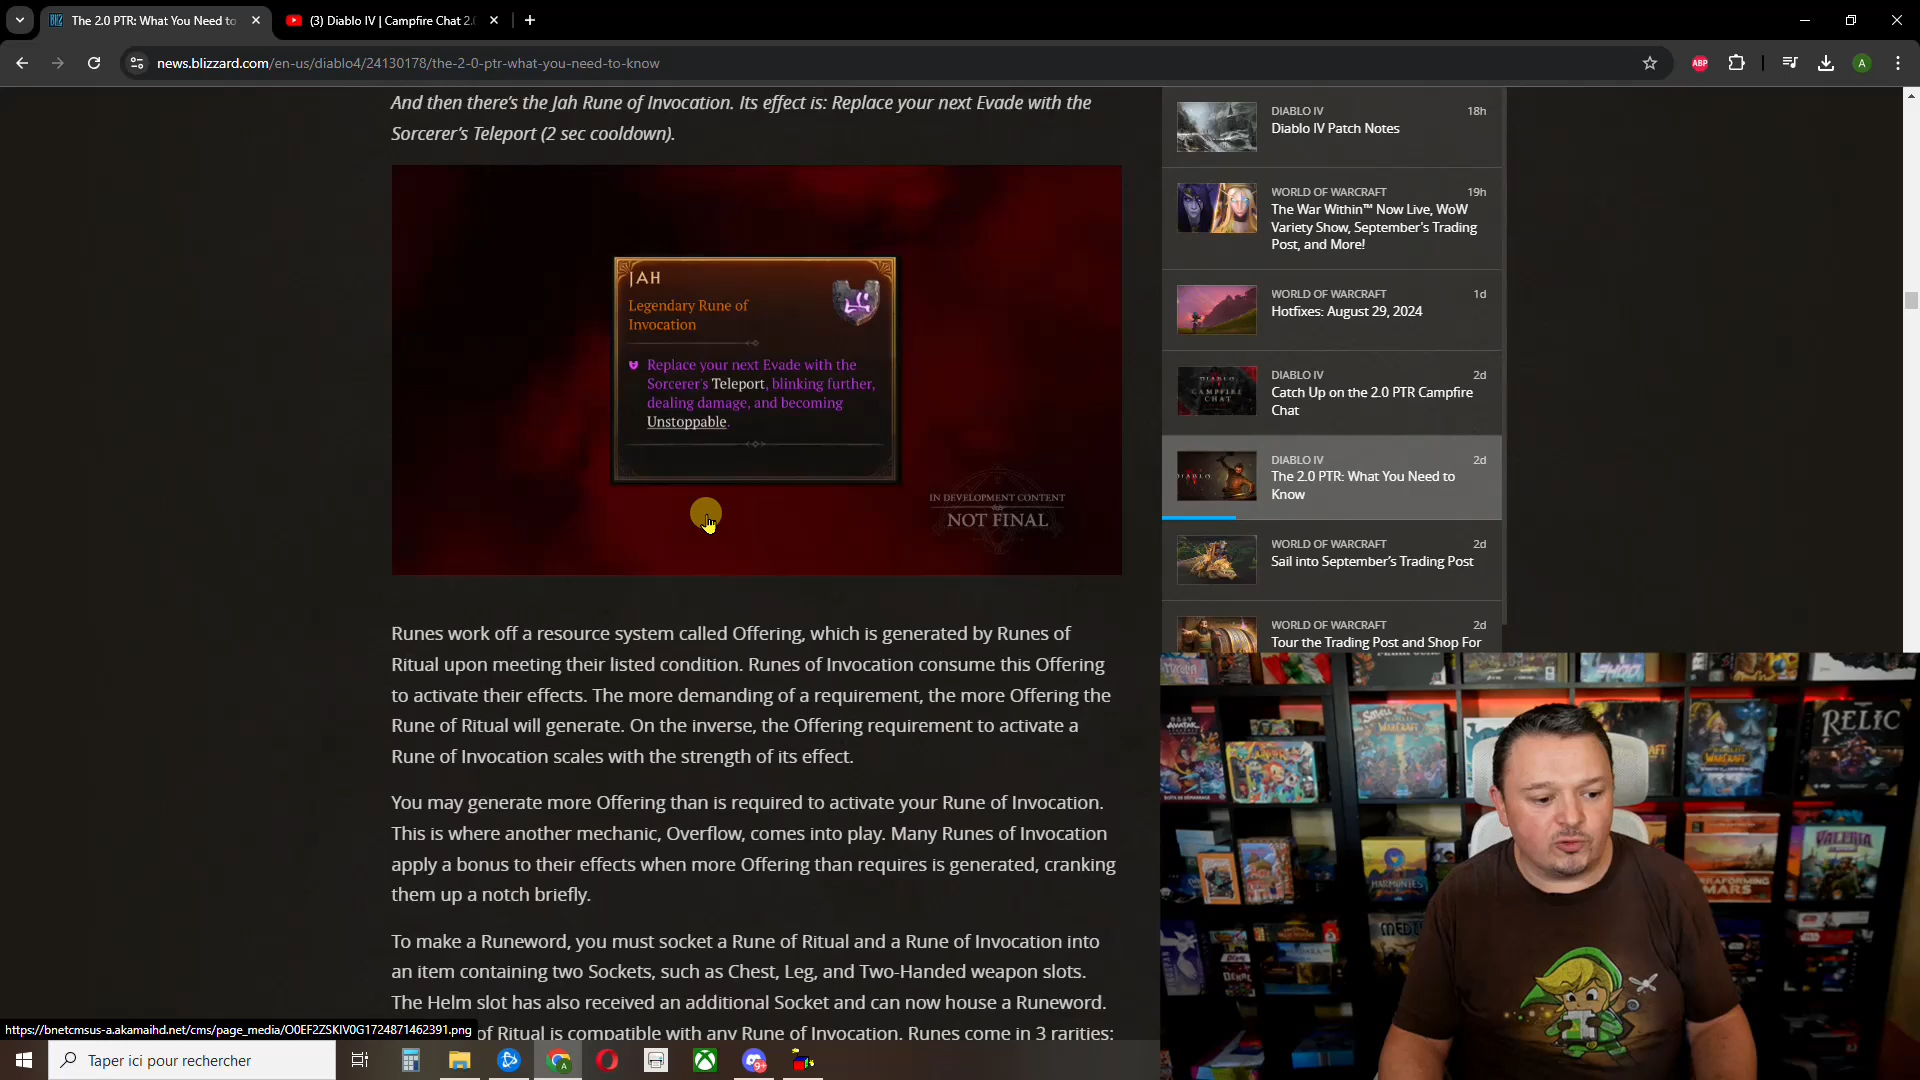 The 2.0 PTR: What You Need to
(3) Diablo IV | Campfire Chat 2.
news.blizzard.com/en-us/diablo4/24130178/the-2-0-ptr-what-you-need-to-know
ABP
A
And then there's the Jah Rune of Invocation. Its effect is: Replace your next Evade with the
Sorcerer's Teleport (2 sec cooldown).
JAH
Legendary Rune of
Invocation
Replace your next Evade with the
Sorcerer's Teleport, blinking further,
dealing damage, and becoming
Unstoppable.
IN DEVELOPMENT CONTENT
NOT FINAL
Runes work off a resource system called Offering, which is generated by Runes of
Ritual upon meeting their listed condition. Runes of Invocation consume this Offering
to activate their effects. The more demanding of a requirement, the more Offering the
Rune of Ritual will generate. On the inverse, the Offering requirement to activate a
Rune of Invocation scales with the strength of its effect.
You may generate more Offering than is required to activate your Rune of Invocation.
This is where another mechanic, Overflow, comes into play. Many Runes of Invocation
apply a bonus to their effects when more Offering than requires is generated, cranking
them up a notch briefly.
To make a Runeword, you must socket a Rune of Ritual and a Rune of Invocation into
an item containing two Sockets, such as Chest, Leg, and Two-Handed weapon slots.
The Helm slot has also received an additional Socket and can now house a Runeword.
of Ritual is compatible with any Rune of Invocation. Runes come in 3 rarities:
DIABLO IV 18h
Diablo IV Patch Notes
WORLD OF WARCRAFT 19h
The War Within™ Now Live, WoW
Variety Show, September's Trading
Post, and More!
WORLD OF WARCRAFT 1d
Hotfixes: August 29, 2024
DIABLO IV 2d
Catch Up on the 2.0 PTR Campfire
Chat
CAMPFIRE
CHAT
DIABLO IV 2d
The 2.0 PTR: What You Need to
Know
WORLD OF WARCRAFT 2d
Sail into September's Trading Post
WORLD OF WARCRAFT 2d
Tour the Trading Post and Shop For
AVATAR
SMALL
WARCRAFT
RELIC
HARMONIES
TERRAFORMING
MARS
VALERIA
https://bnetcmsus-a.akamaihd.net/cms/page_media/O0EF2ZSKIV0G1724871462391.png
Taper ici pour rechercher
A
9+